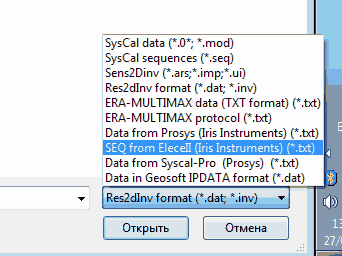 SysCal data (*.0*; *.mod)
SysCal sequences (*.seq)
Sens2Dinv (*.ars;*.imp;*.ui)
Res2dInv format (*.dat; *.inv)
ERA-MULTIMAX data (TXT format) (*.txt)
ERA-MULTIMAX protocol (*.txt)
Data from Prosys (Iris Instruments) (*.txt)
SEQ from EleceII (Iris Instruments) (*.txt)
Data from Syscal-Pro (Prosys) (*.txt)
Data in Geosoft IPDATA format (*.dat)
Res2dInv format (*.dat; *.inv)
Открыть
Отмена
27/0